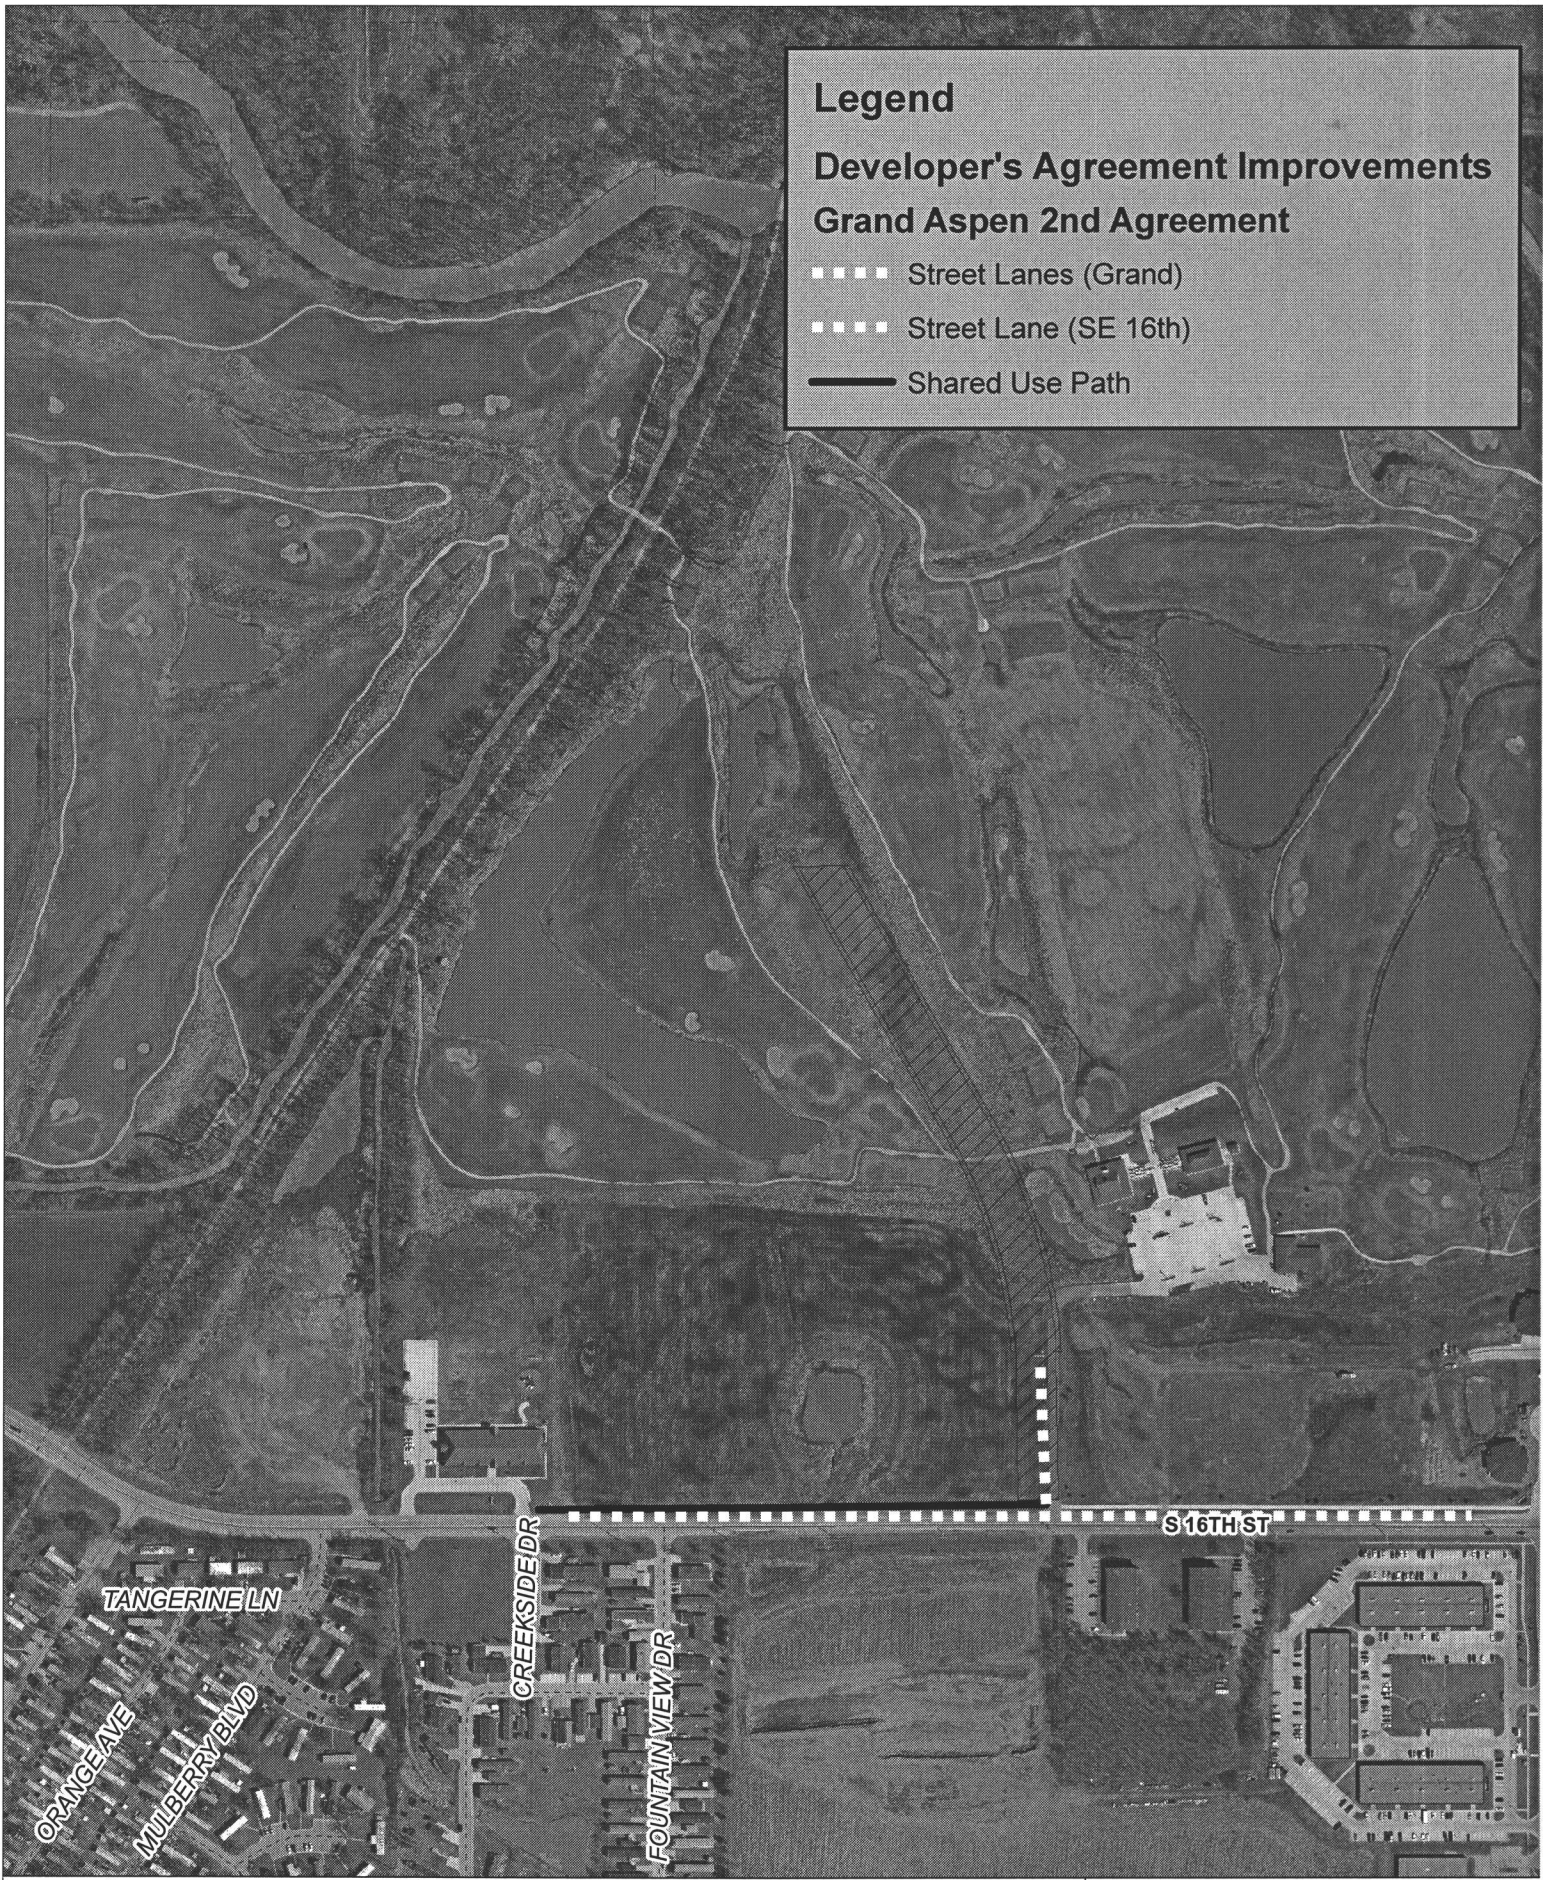 Legend
Developer's Agreement Improvements
Grand Aspen 2nd Agreement
Street Lanes (Grand)
Street Lane (SE 16th)
Shared Use Path
S 16TH ST
CREEKSIDE DR
TANGERINE LN
FOUNTAIN VIEW DR
ORANGE AVE
MULBERRY BLVD